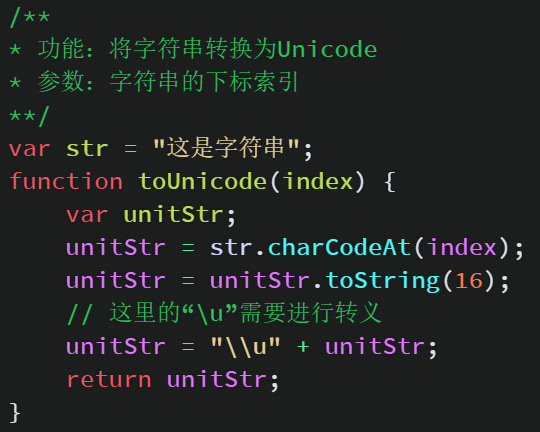 /**
* 功能：将字符串转换为Unicode
* 参数：字符串的下标索引
**/
var str = "这是字符串";
function toUnicode(index) {
    var unitStr;
    unitStr = str.charCodeAt(index);
    unitStr = unitStr.toString(16);
    // 这里的“\u”需要进行转义
    unitStr = "\\u" + unitStr;
    return unitStr;
}